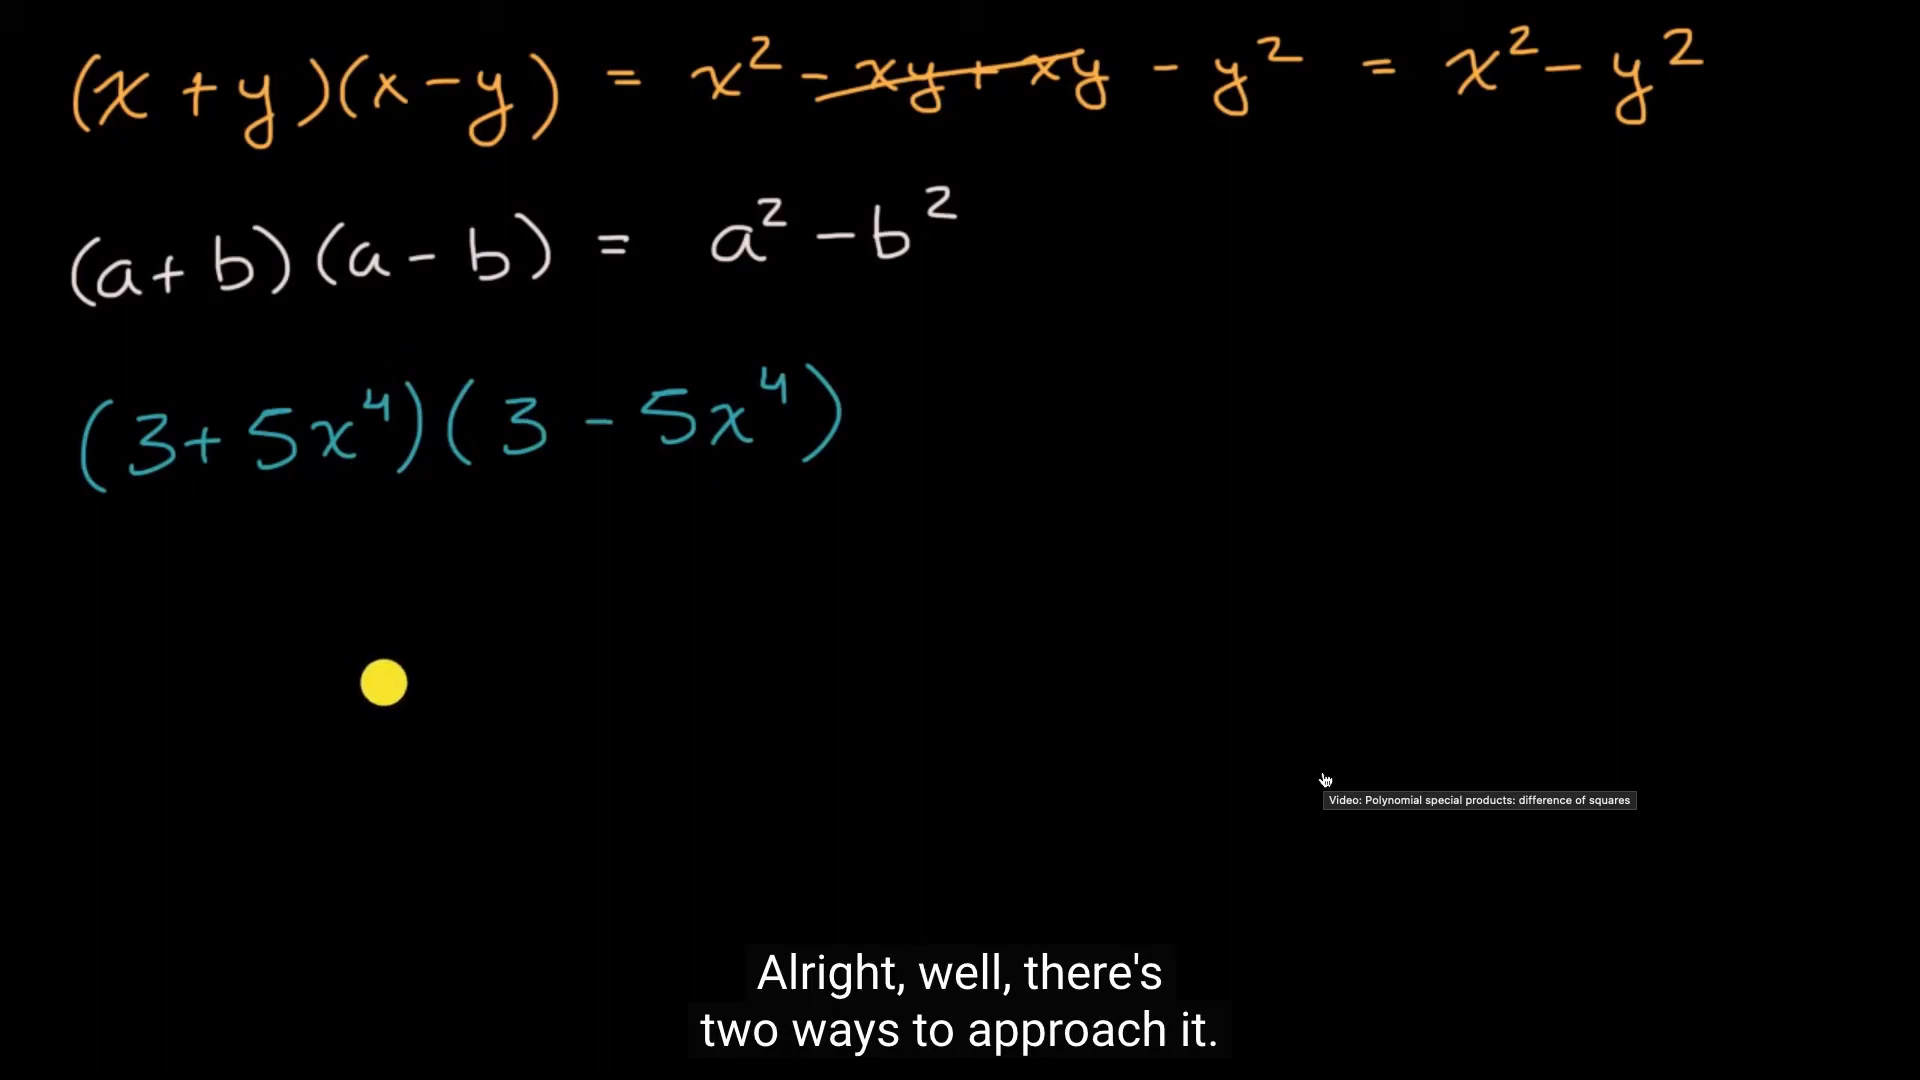 (x + y)(x - y) = x² - xy + xy - y² = x² - y²
(a + b)(a - b) = a² - b²
(3 + 5x⁴)(3 - 5x⁴)
Video: Polynomial special products: difference of squares
Alright, well, there's
two ways to approach it.